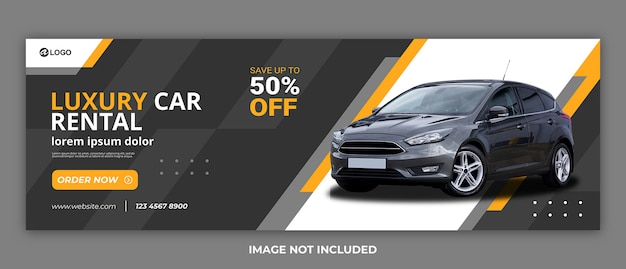 LOGO
LUXURY CAR
RENTAL
lorem ipsum dolor
ORDER NOW
www.website.com
123 4567 8900
SAVE UP TO
50%
OFF
IMAGE NOT INCLUDED